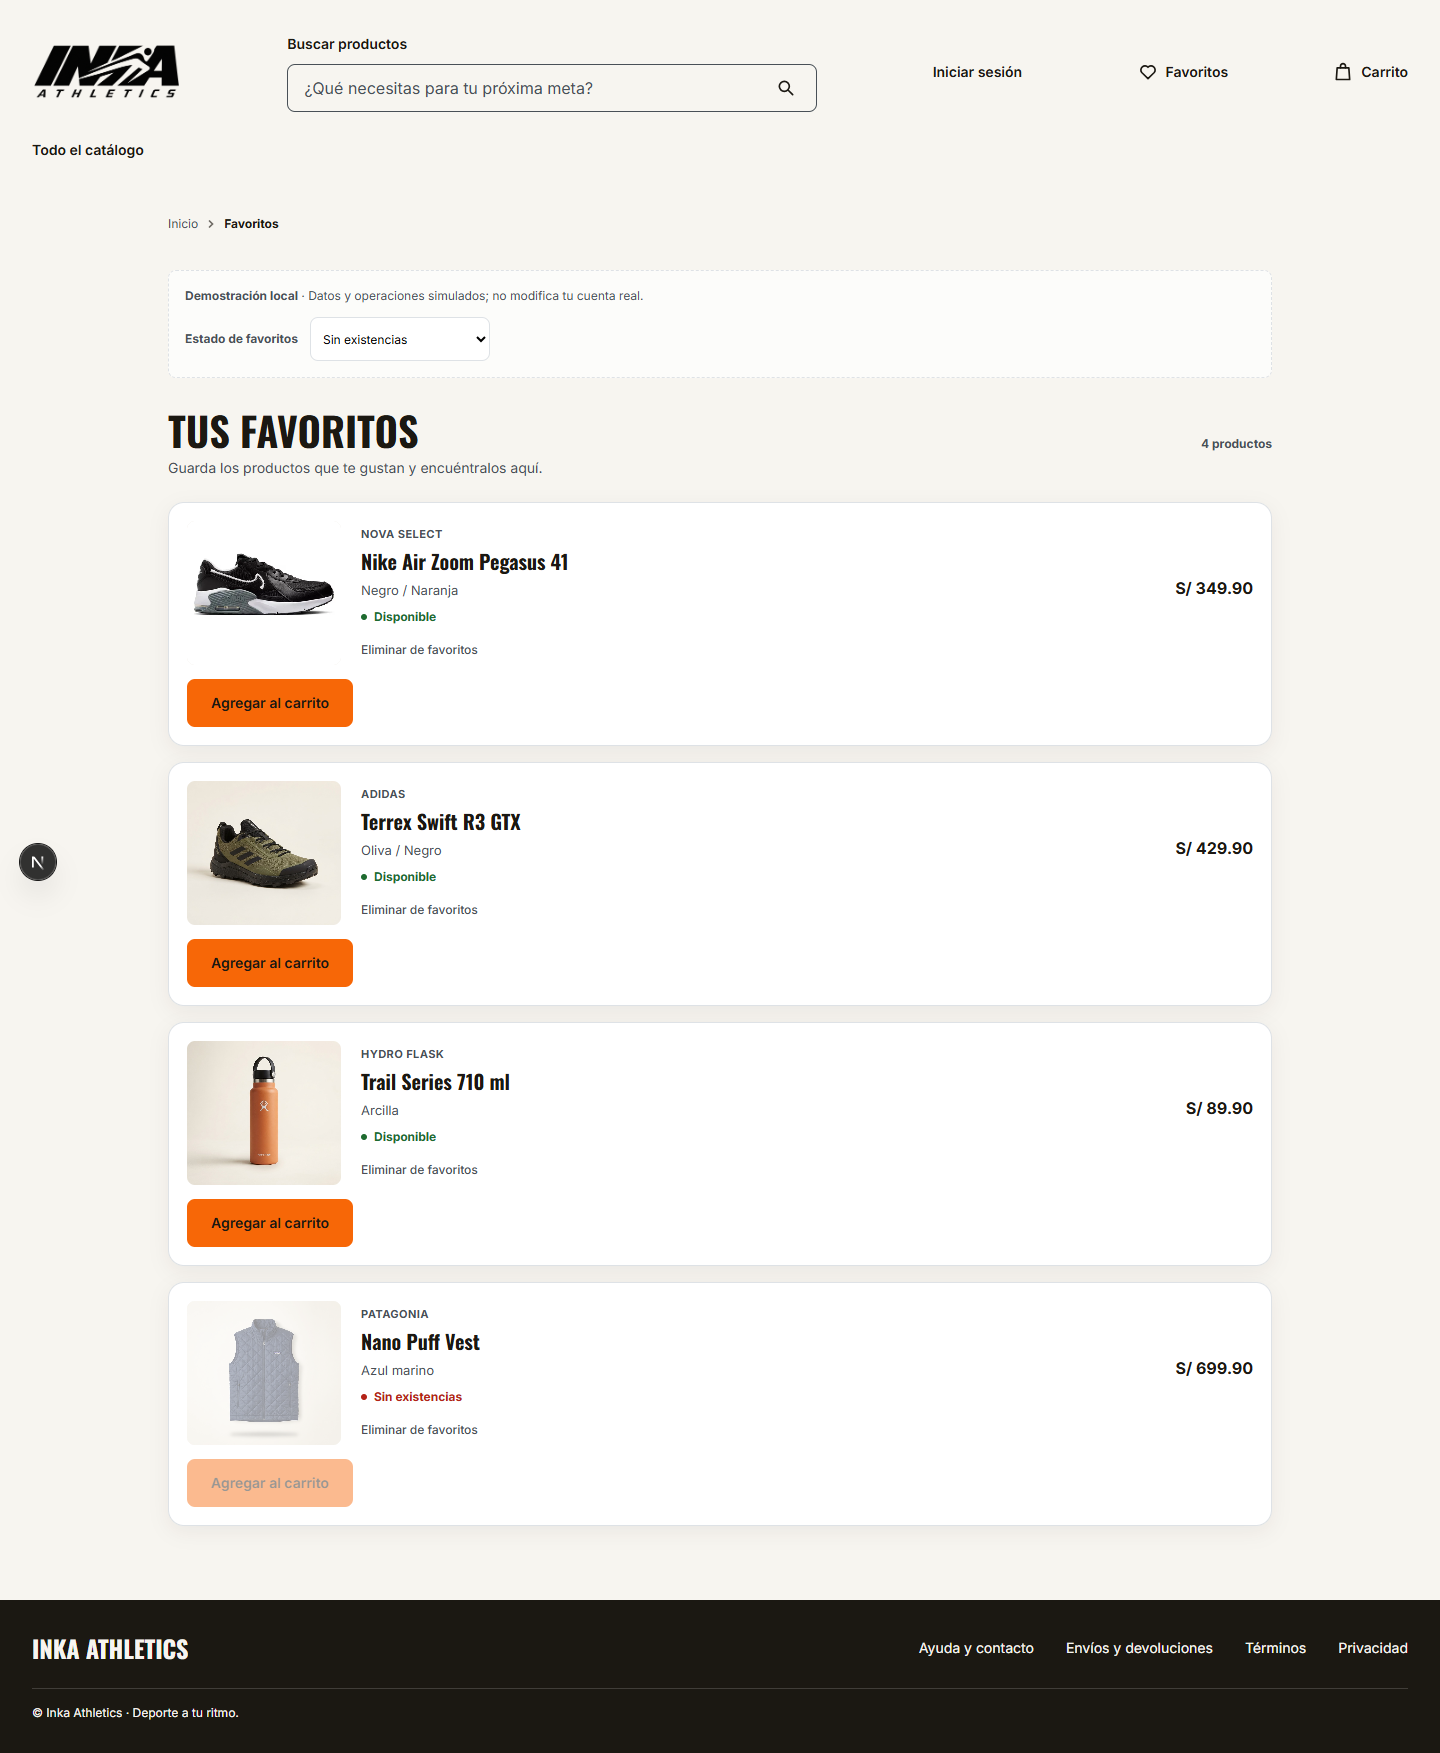 INKA
ATHLETICS
Buscar productos
¿Qué necesitas para tu próxima meta?
Iniciar sesión
Favoritos
Carrito
Todo el catálogo
Inicio > Favoritos
Demostración local · Datos y operaciones simulados; no modifica tu cuenta real.
Estado de favoritos
Sin existencias
TUS FAVORITOS
4 productos
Guarda los productos que te gustan y encuéntralos aquí.
NOVA SELECT
Nike Air Zoom Pegasus 41
Negro / Naranja
S/ 349.90
Disponible
Eliminar de favoritos
Agregar al carrito
ADIDAS
Terrex Swift R3 GTX
Oliva / Negro
S/ 429.90
Disponible
Eliminar de favoritos
Agregar al carrito
N
HYDRO FLASK
Trail Series 710 ml
Arcilla
S/ 89.90
Disponible
Eliminar de favoritos
Agregar al carrito
PATAGONIA
Nano Puff Vest
Azul marino
S/ 699.90
Sin existencias
Eliminar de favoritos
Agregar al carrito
INKA ATHLETICS
Ayuda y contacto
Envíos y devoluciones
Términos
Privacidad
© Inka Athletics · Deporte a tu ritmo.